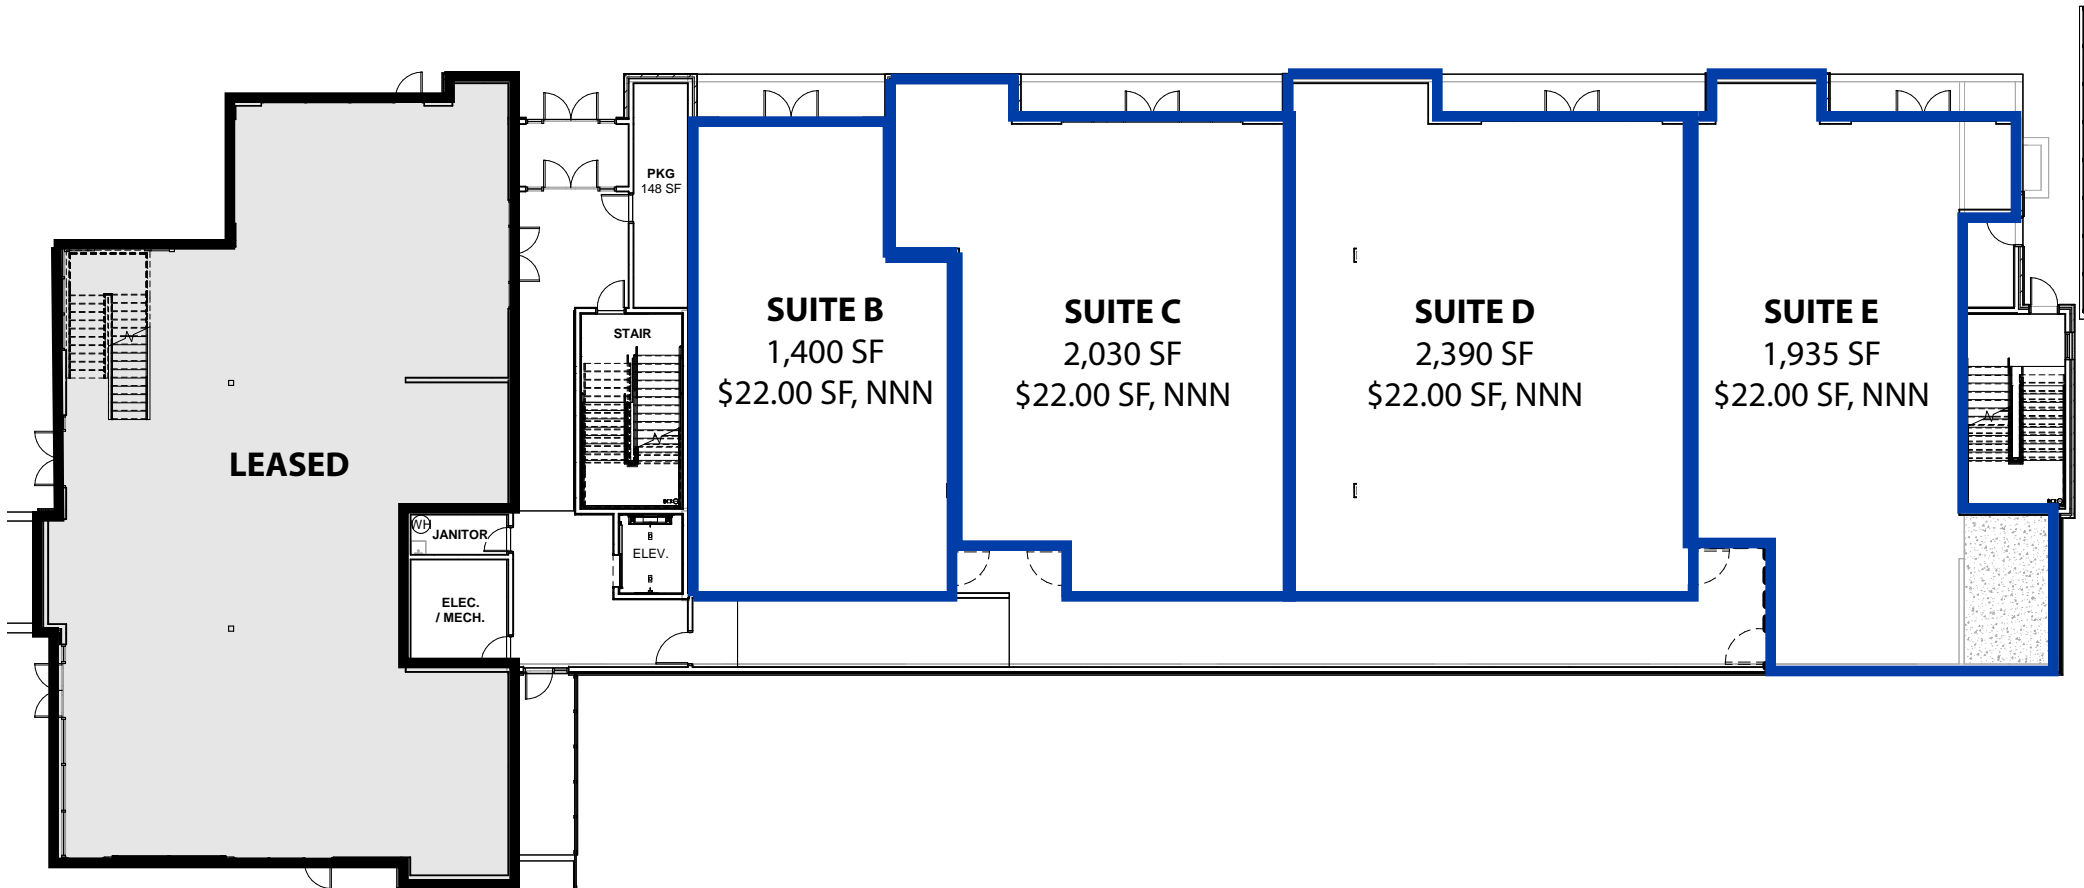 PKG
148 SF
STAIR
SUITE B
1,400 SF
$22.00 SF, NNN
SUITE C
2,030 SF
$22.00 SF, NNN
SUITE D
2,390 SF
$22.00 SF, NNN
SUITE E
1,935 SF
$22.00 SF, NNN
LEASED
WH
JANITOR
ELEV.
ELEC.
/ MECH.